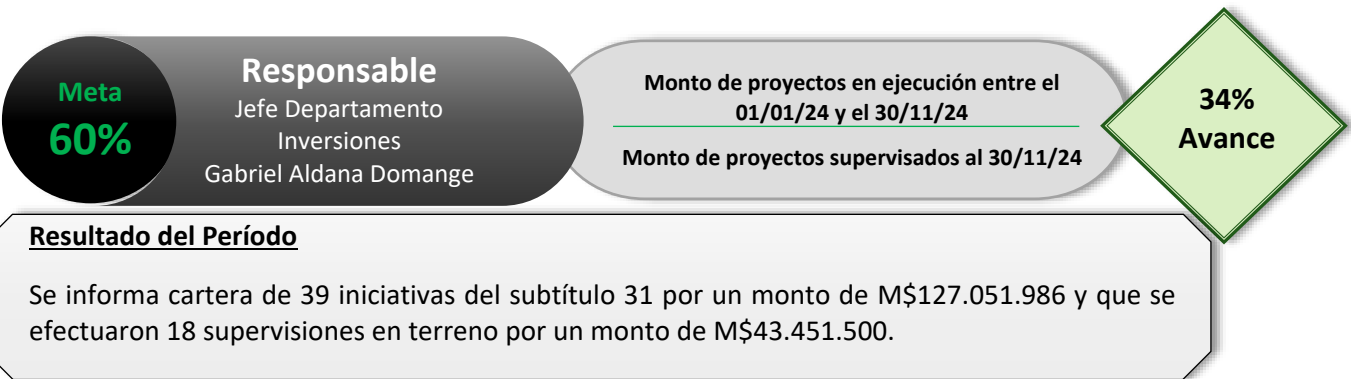 Meta
60%
Responsable
Jefe Departamento
Inversiones
Gabriel Aldana Domange
Monto de proyectos en ejecución entre el
01/01/24 y el 30/11/24
Monto de proyectos supervisados al 30/11/24
34%
Avance
Resultado del Período
Se informa cartera de 39 iniciativas del subtítulo 31 por un monto de M$127.051.986 y que se
efectuaron 18 supervisiones en terreno por un monto de M$43.451.500.